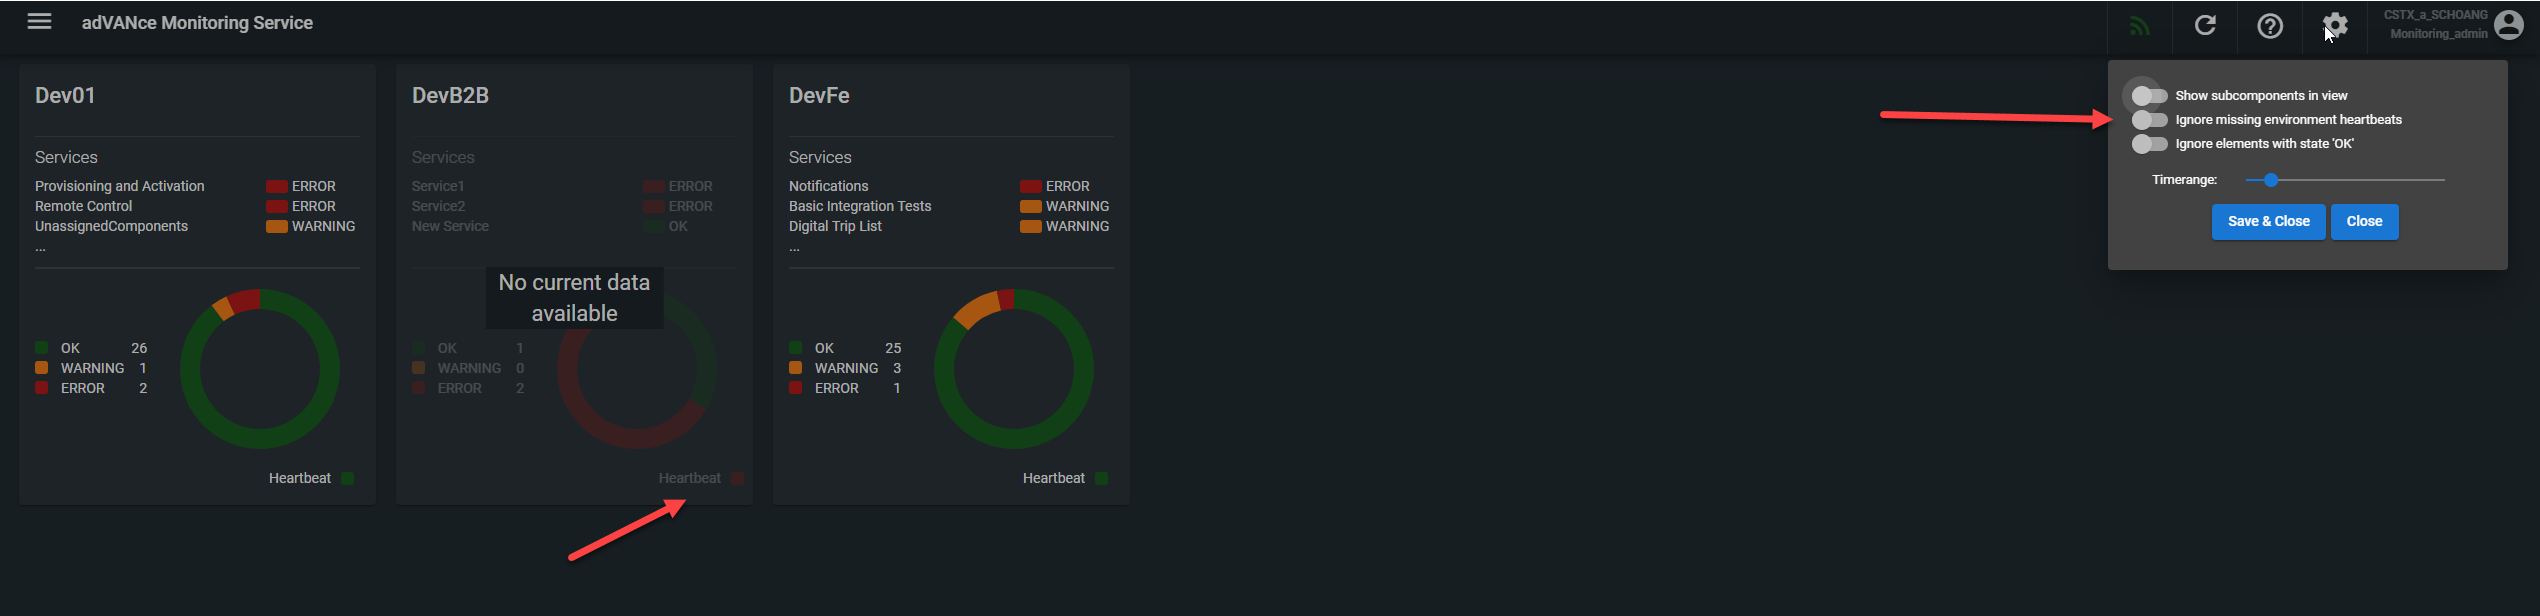 adVANce Monitoring Service
CSTX_a_SCHOANG
Monitoring_admin
Dev01
Services
Provisioning and Activation ERROR
Remote Control ERROR
UnassignedComponents WARNING
...
OK 26
WARNING 1
ERROR 2
Heartbeat
DevB2B
Services
Service1 ERROR
Service2 ERROR
New Service OK
No current data
available
OK 1
WARNING 0
ERROR 2
Heartbeat
DevFe
Services
Notifications ERROR
Basic Integration Tests WARNING
Digital Trip List WARNING
...
OK 25
WARNING 3
ERROR 1
Heartbeat
Show subcomponents in view
Ignore missing environment heartbeats
Ignore elements with state 'OK'
Timerange:
Save & Close Close